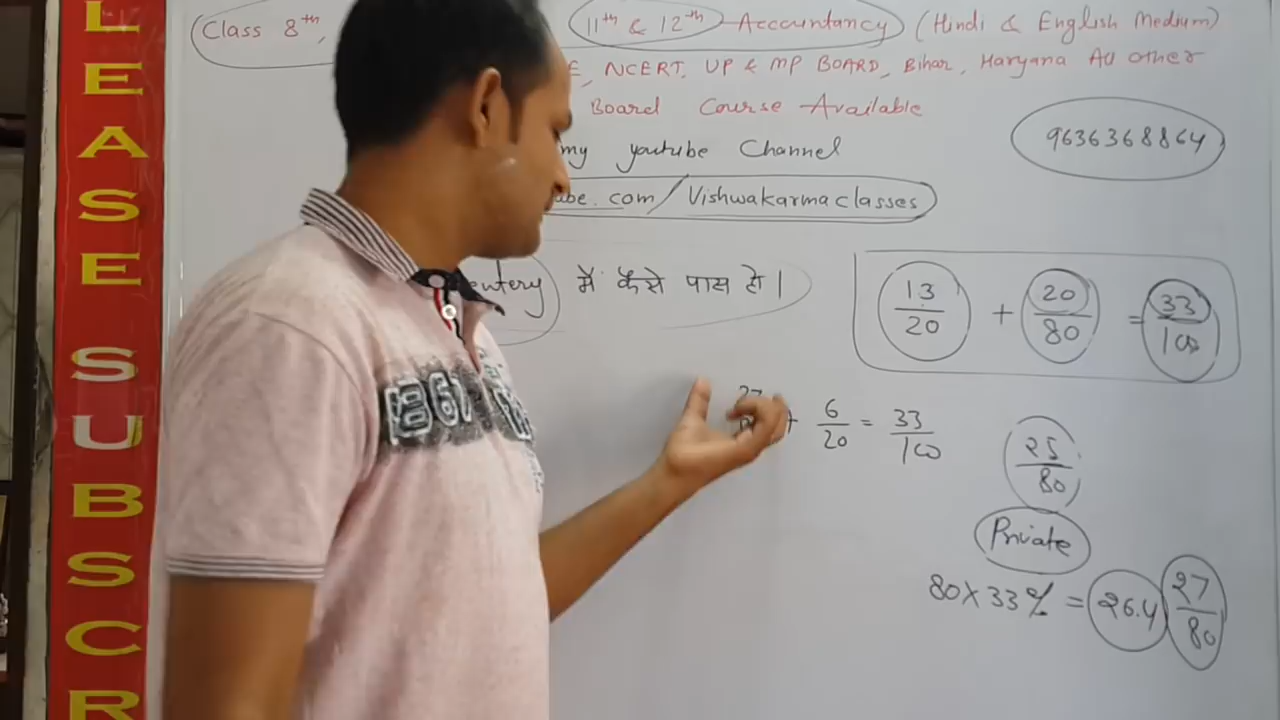 LEASE SUBSCR
Class 8th,
11th & 12th Accountancy (Hindi & English Medium)
E, NCERT, UP & MP BOARD, Bihar, Haryana All other
Board Course Available
my youtube Channel
9636368864
ube.com/Vishwakarmaclasses
entery में कैसे पास हो।
13/20 + 20/80 = 33/100
27 + 6/20 = 33/100
25/80
Private
80×33% = 26.4 27/80